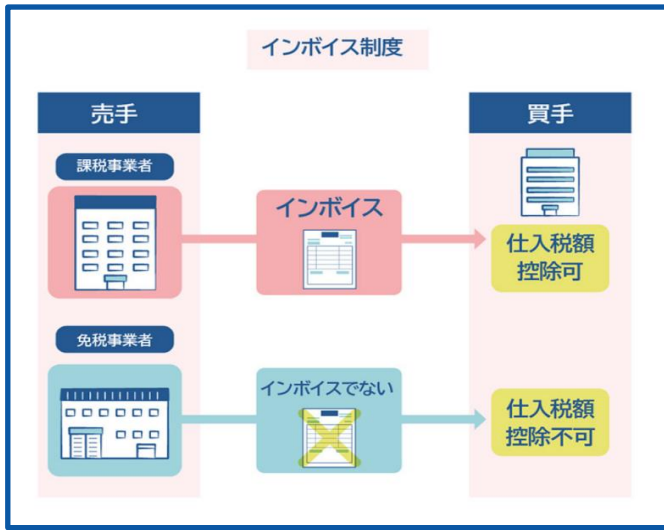 インボイス制度
売手
買手
課税事業者
インボイス
仕入税額
控除可
免税事業者
インボイスでない
仕入税額
控除不可